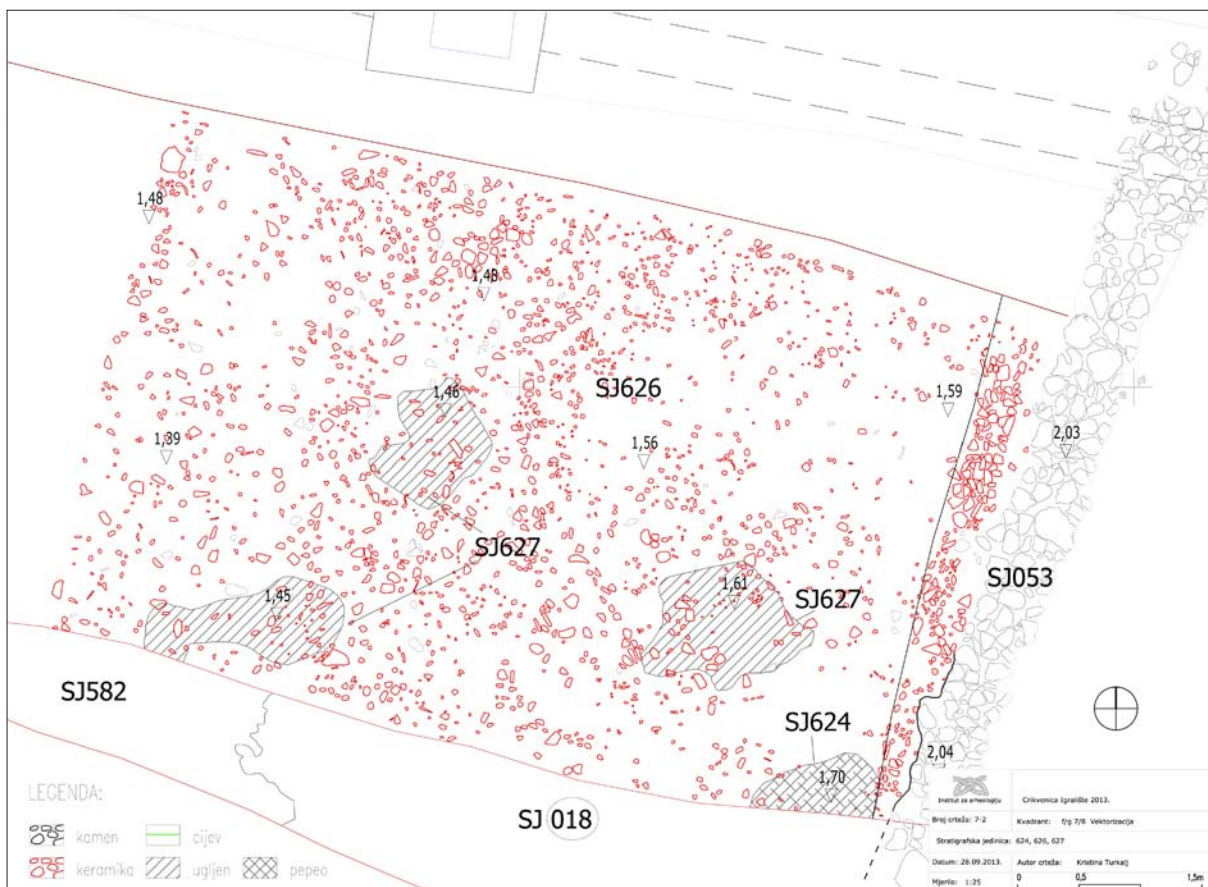 1,48
1,48
1,46
SJ626
1,59
1,39
1,56
2,03
SJ627
SJ053
1,45
1,61
SJ627
SJ582
SJ624
1,70
2,04
SJ 018
LEGENDA:
kamen
cijev
keramika
ugljen
pepeo
Institut za arheologiju
Crikvenica Igralište 2013.
Broj crteža: 7-2
Kvadrant: f/g 7/8 Vektorizacija
Stratigrafska jedinica: 624, 626, 627
Datum: 28.09.2013.
Autor crteža: Kristina Turkalj
Mjerilo: 1:25
0 0,5 1,5m